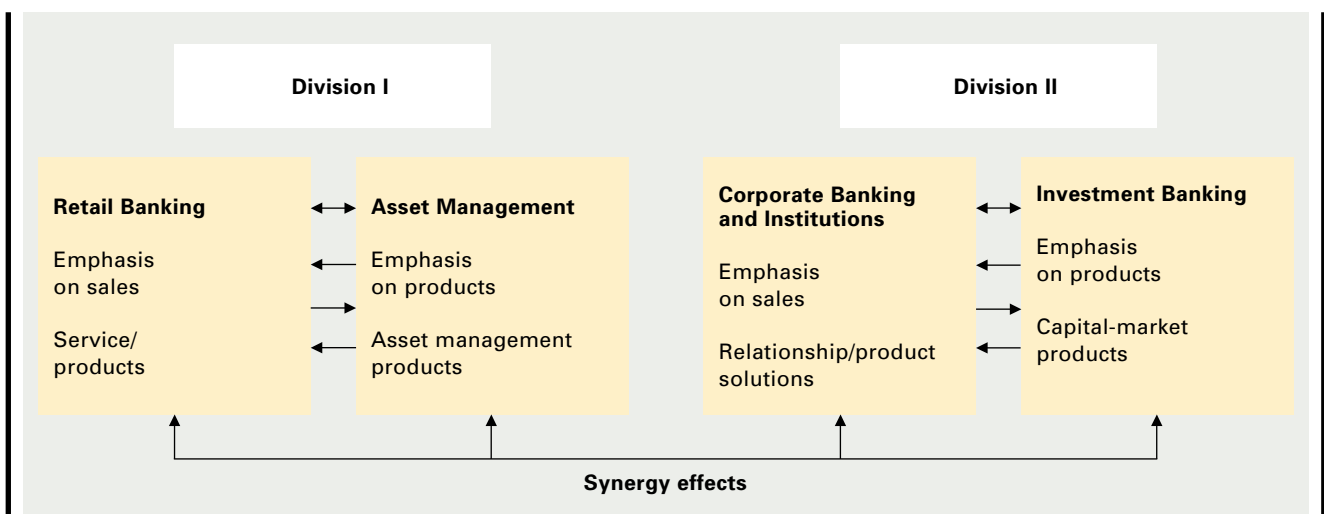 Division I
Division II
Retail Banking
Emphasis
on sales
Service/
products
Asset Management
Emphasis
on products
Asset management
products
Corporate Banking
and Institutions
Emphasis
on sales
Relationship/product
solutions
Investment Banking
Emphasis
on products
Capital-market
products
Synergy effects